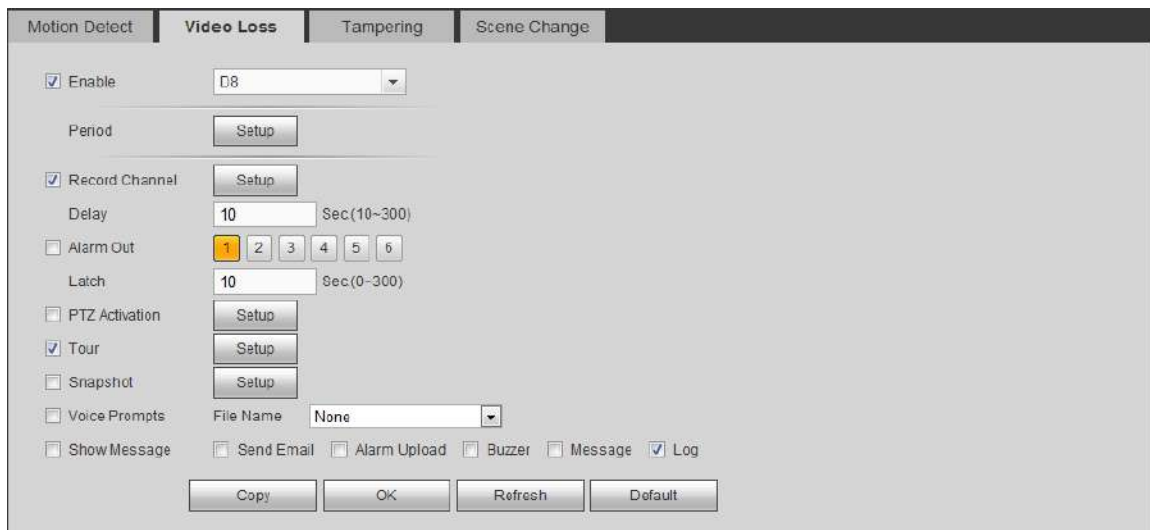 Motion Detect Video Loss Tampering Scene Change
Enable D8
Period Setup
Record Channel Setup
Delay 10 Sec.(10~300)
Alarm Out 1 2 3 4 5 6
Latch 10 Sec.(0~300)
PTZ Activation Setup
Tour Setup
Snapshot Setup
Voice Prompts File Name None
Show Message Send Email Alarm Upload Buzzer Message Log
Copy OK Refresh Default